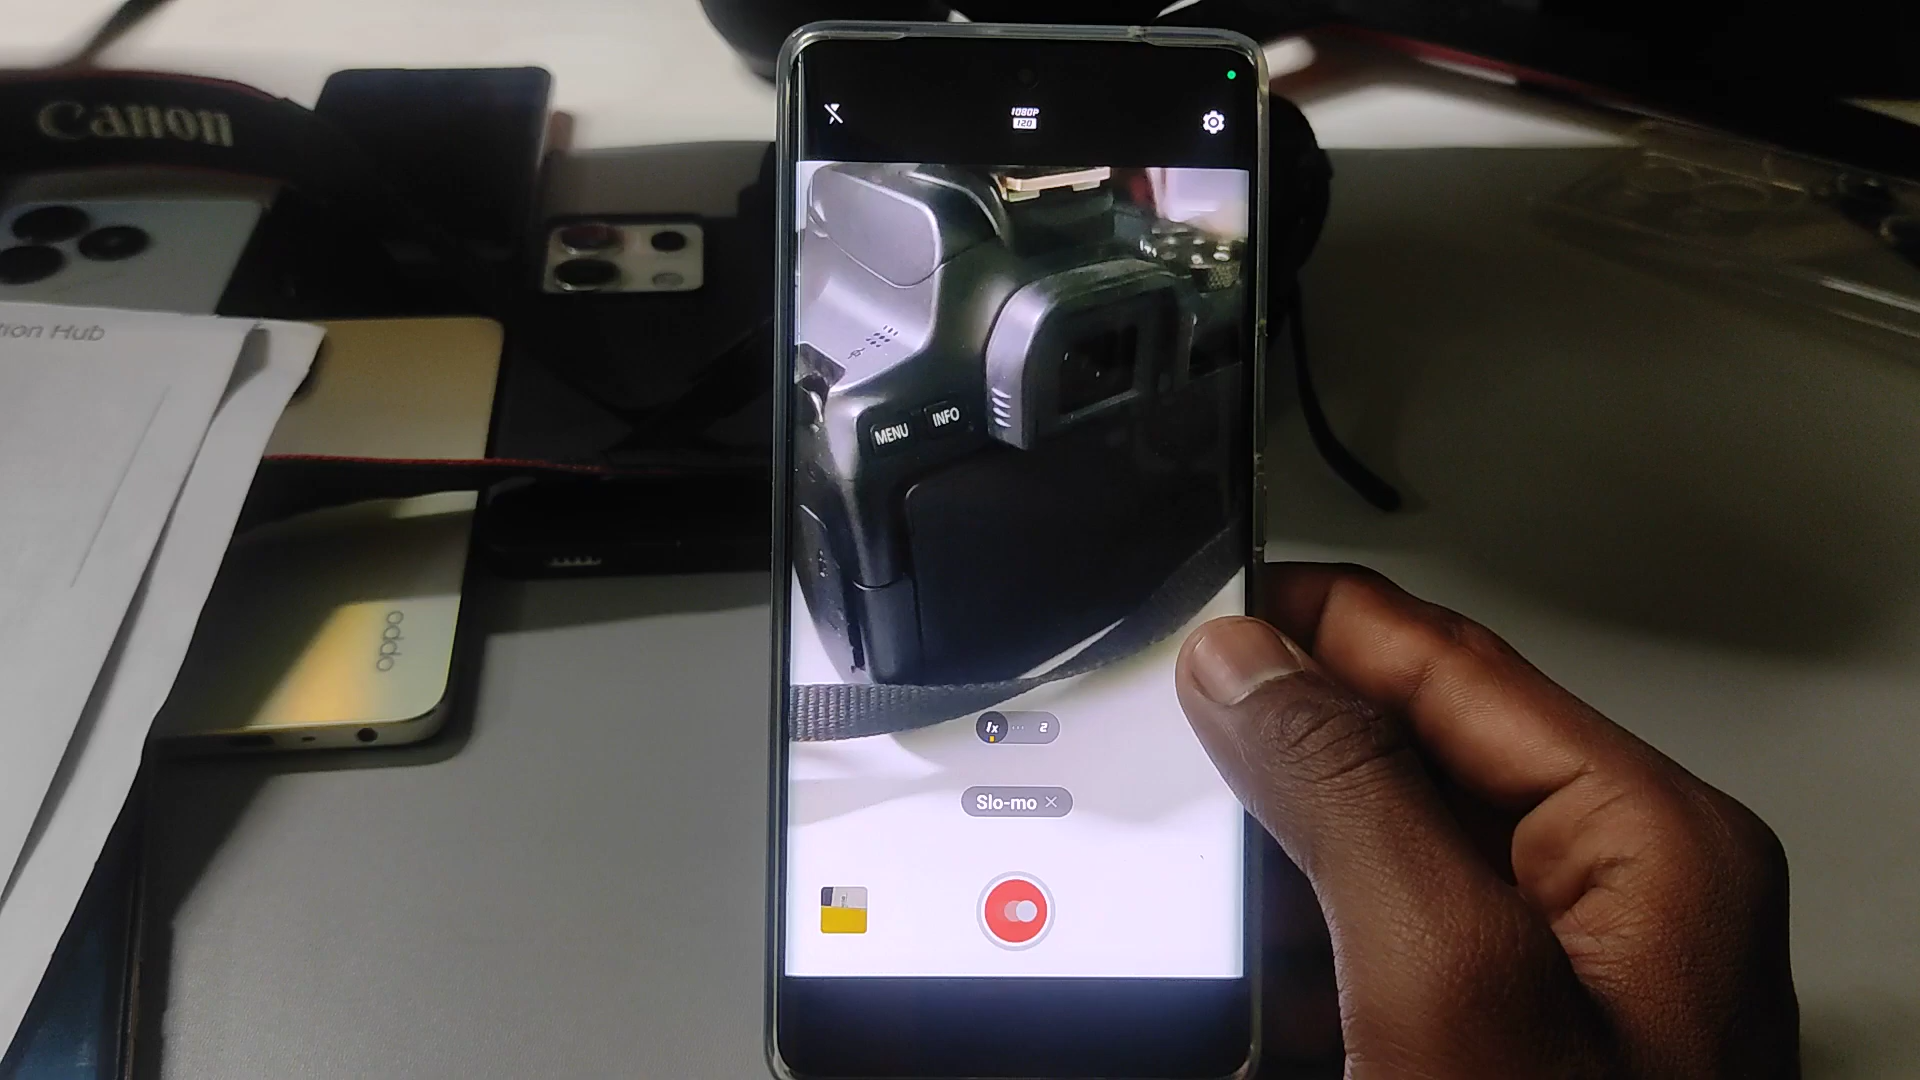 Canon
tion Hub
oppo
1080P
120
MENU INFO
1x 2
Slo-mo